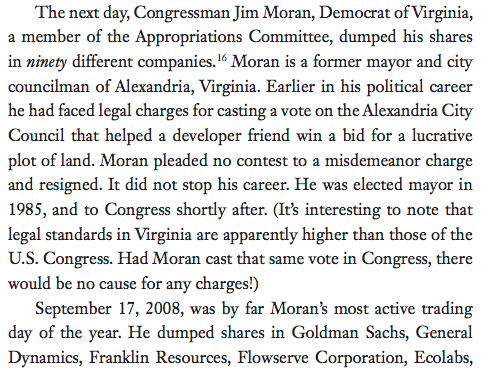 The next day, Congressman Jim Moran, Democrat of Virginia,
a member of the Appropriations Committee, dumped his shares
in ninety different companies.16 Moran is a former mayor and city
councilman of Alexandria, Virginia. Earlier in his political career
he had faced legal charges for casting a vote on the Alexandria City
Council that helped a developer friend win a bid for a lucrative
plot of land. Moran pleaded no contest to a misdemeanor charge
and resigned. It did not stop his career. He was elected mayor in
1985, and to Congress shortly after. (It’s interesting to note that
legal standards in Virginia are apparently higher than those of the
U.S. Congress. Had Moran cast that same vote in Congress, there
would be no cause for any charges!)
September 17, 2008, was by far Moran’s most active trading
day of the year. He dumped shares in Goldman Sachs, General
Dynamics, Franklin Resources, Flowserve Corporation, Ecolabs,